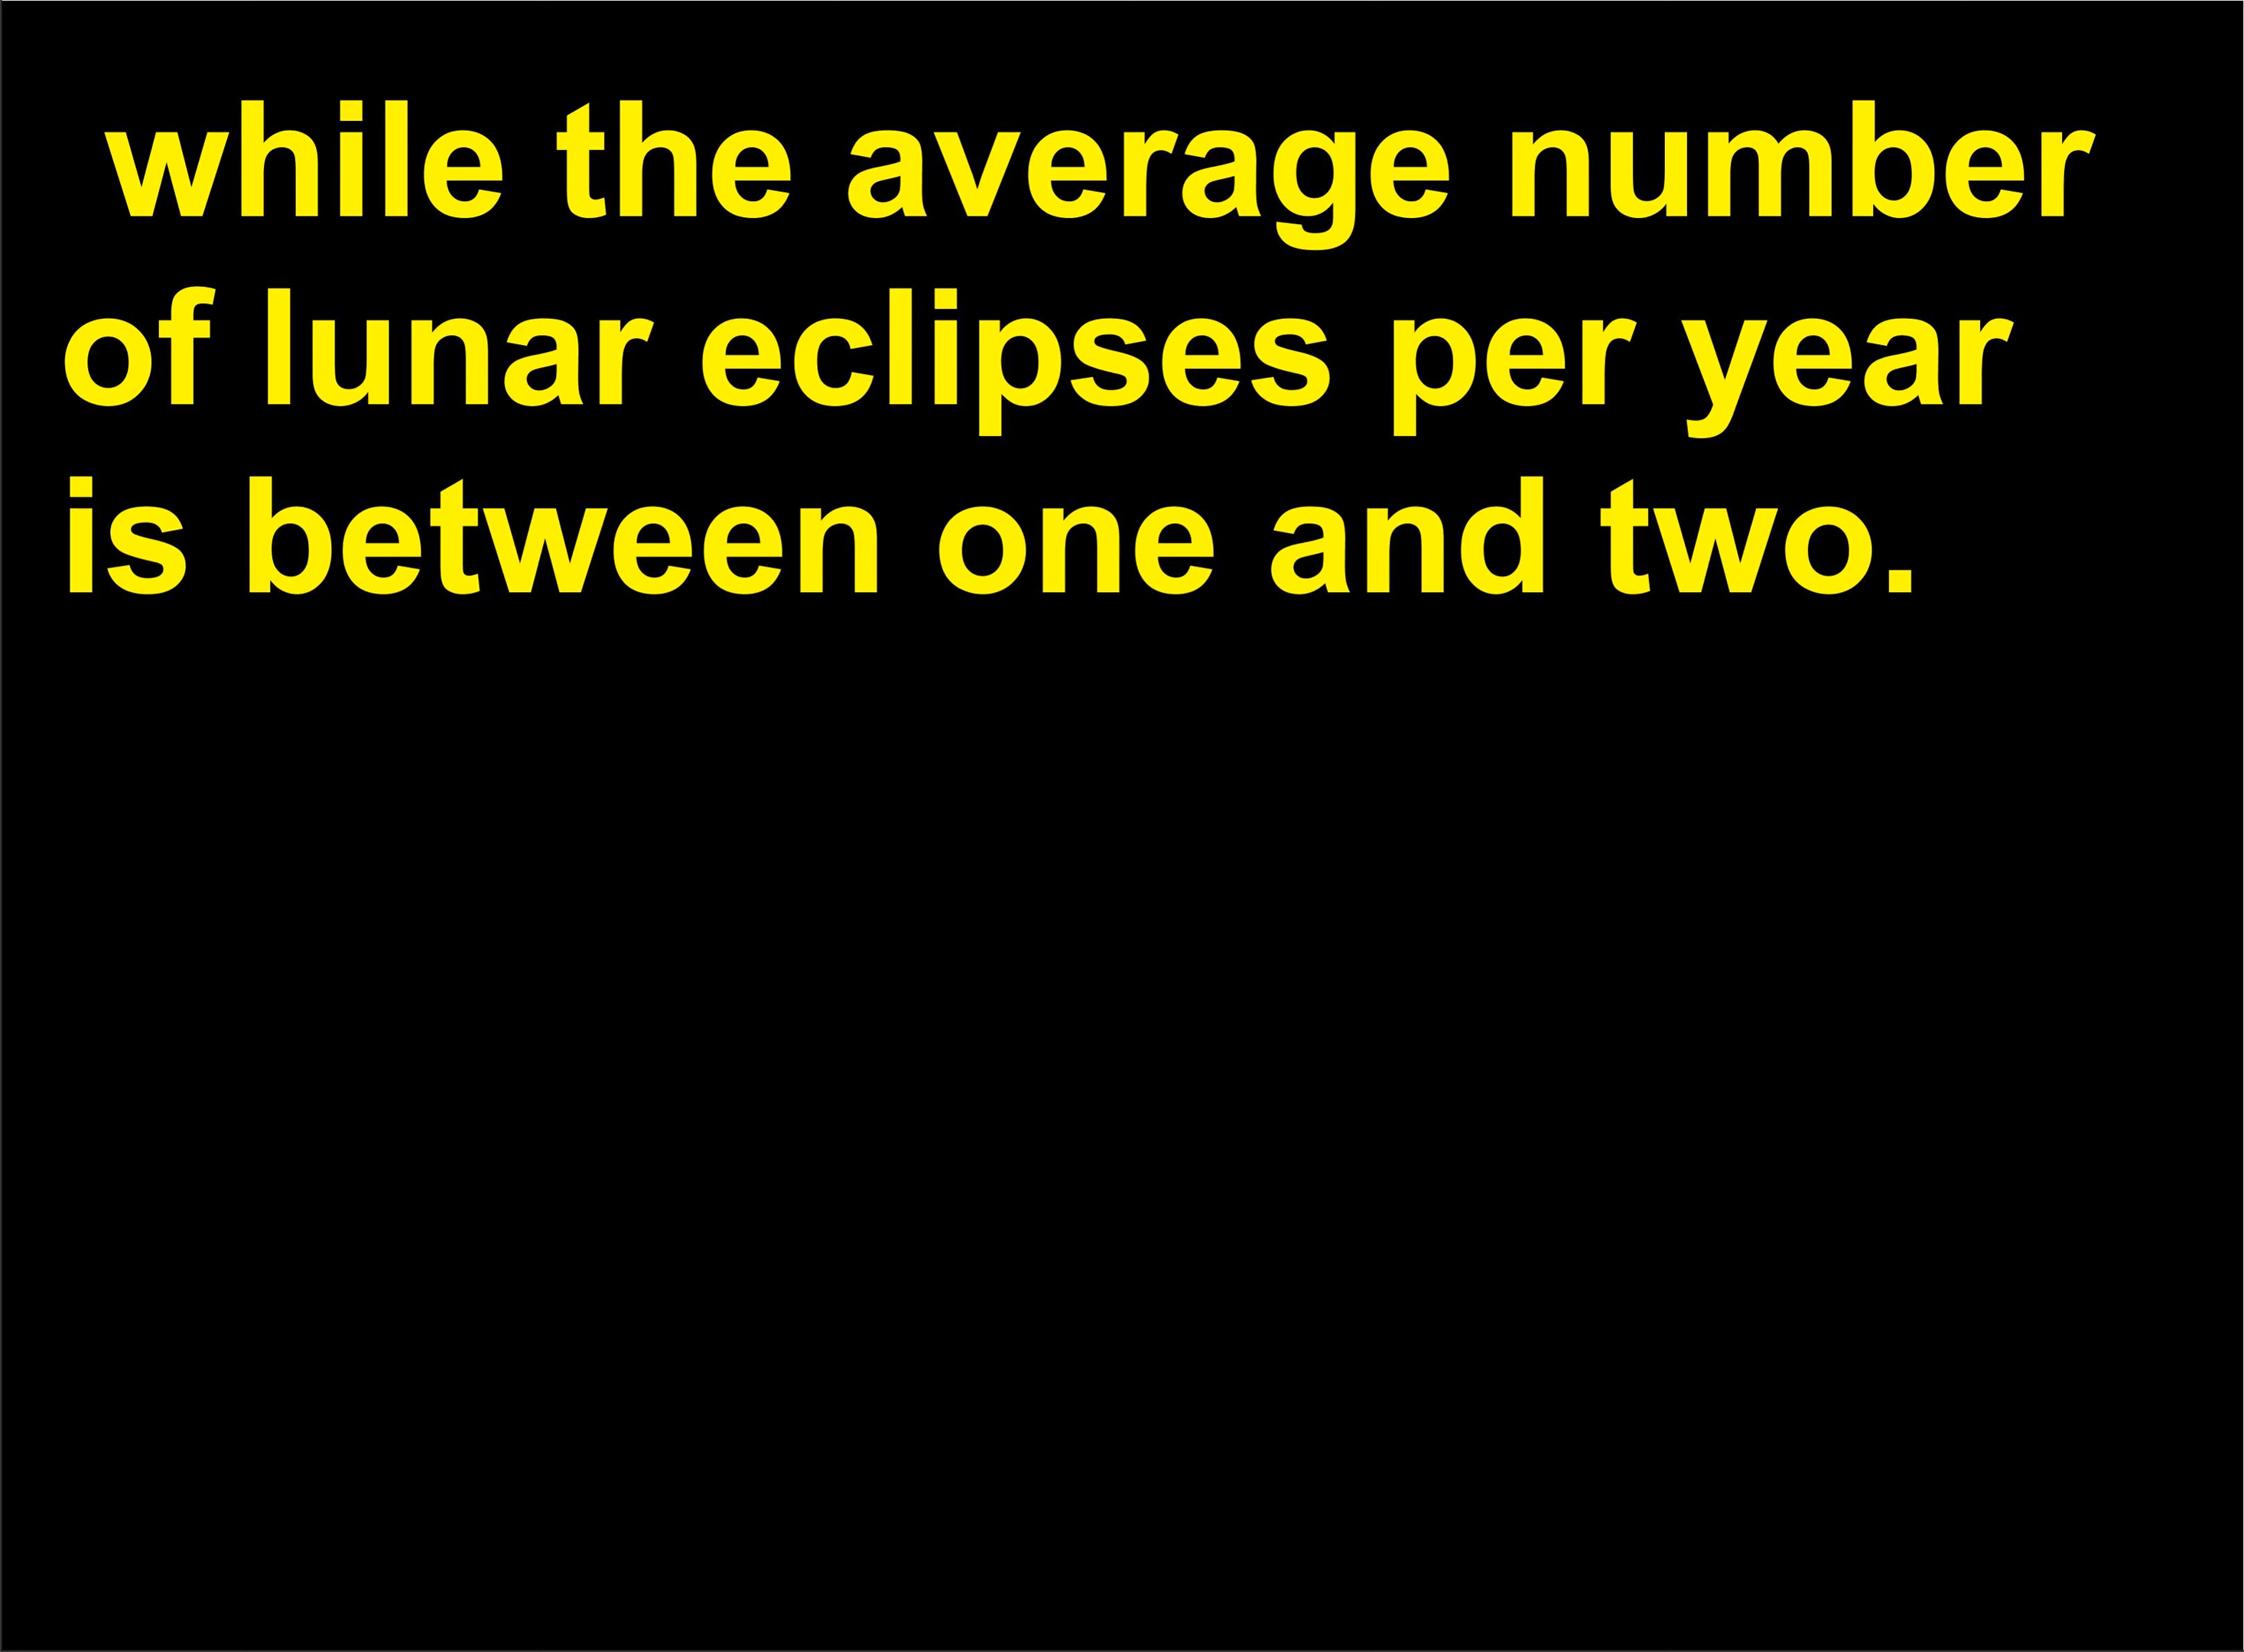 while the average number
of lunar eclipses per year
is between one and two.